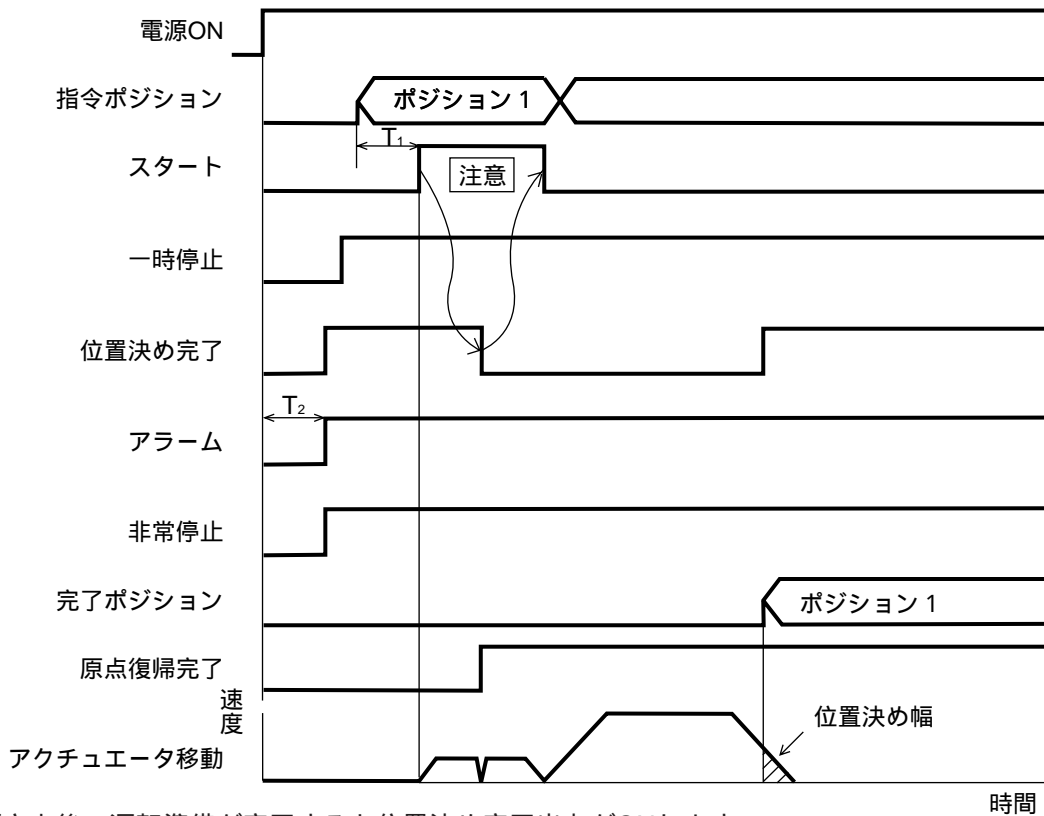 電源ON
指令ポジション
ポジション 1
T₁
スタート
注意
一時停止
位置決め完了
T₂
アラーム
非常停止
完了ポジション
ポジション 1
原点復帰完了
速度
位置決め幅
アクチュエータ移動
時間